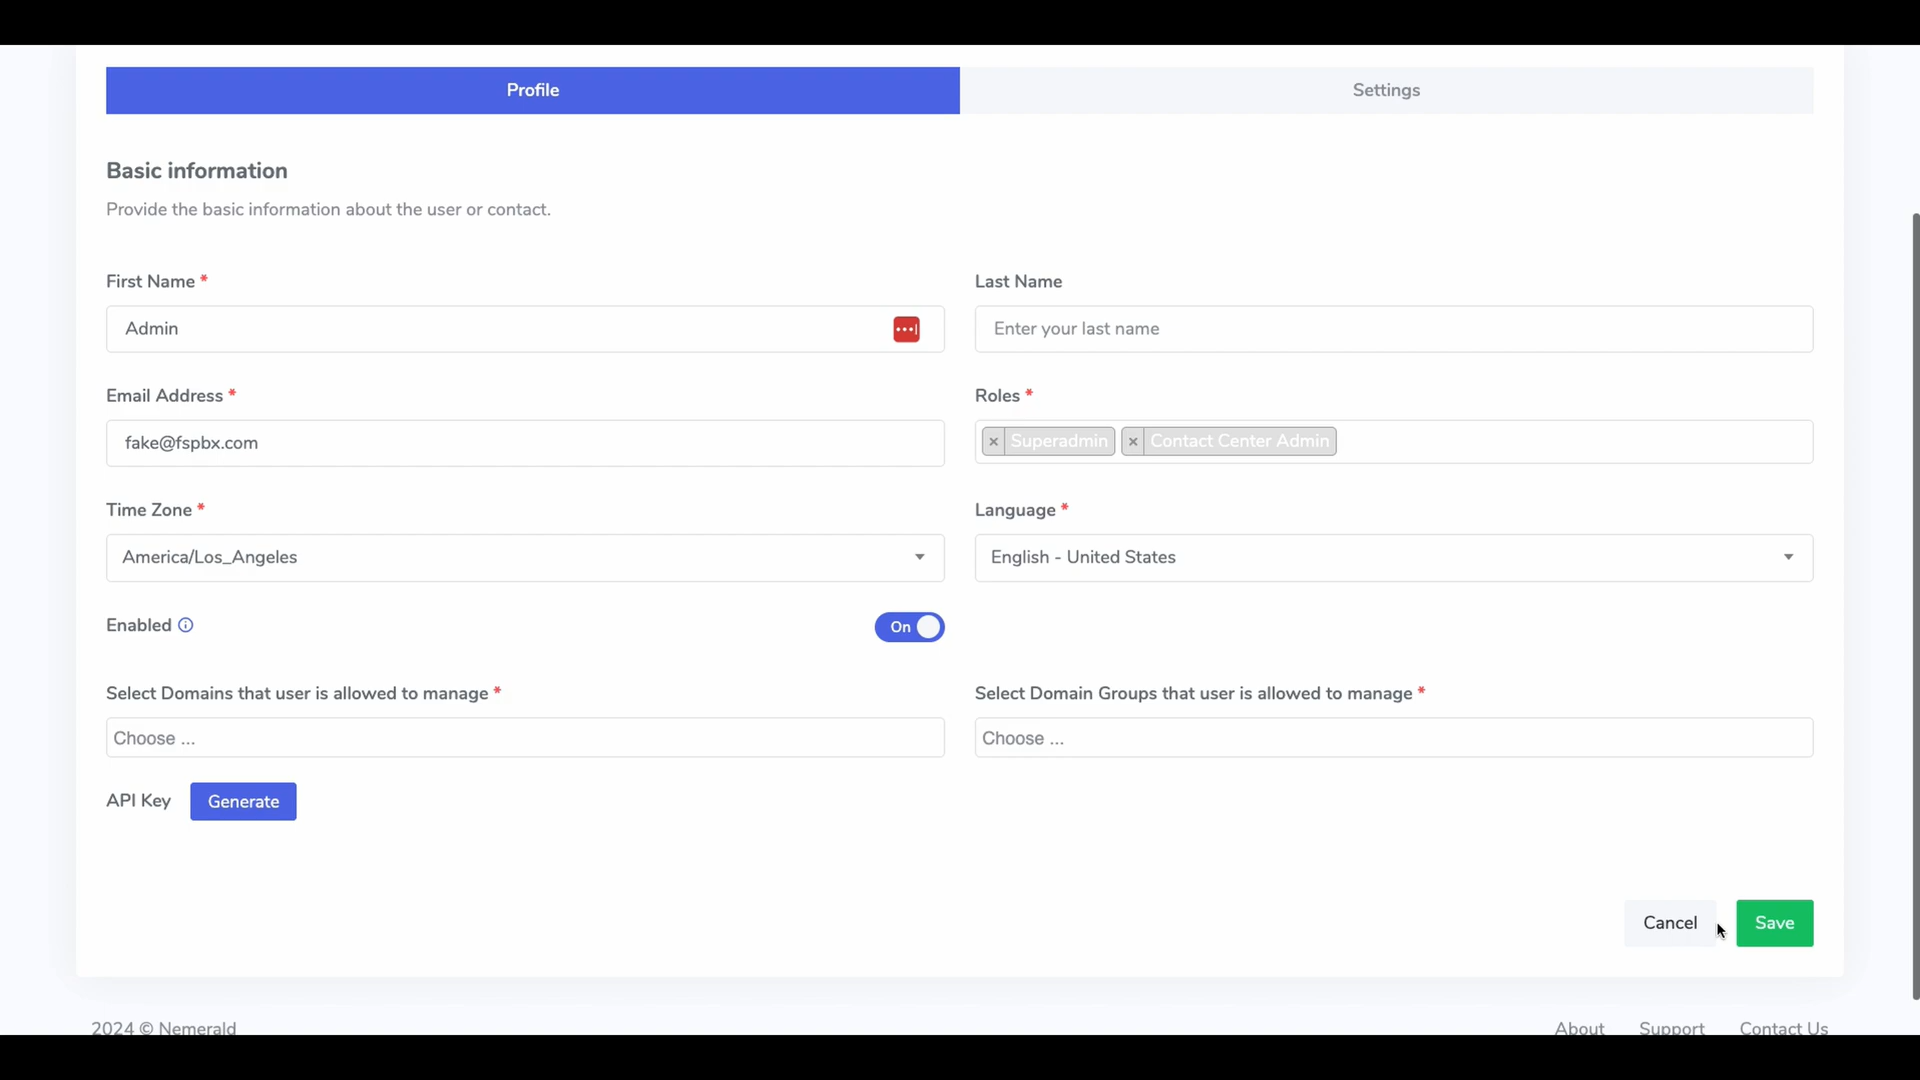 Profile
Settings
Basic information
Provide the basic information about the user or contact.
First Name *
Last Name
Admin
Enter your last name
Email Address *
Roles *
fake@fspbx.com
× Superadmin × Contact Center Admin
Time Zone *
Language *
America/Los_Angeles
English - United States
Enabled
On
Select Domains that user is allowed to manage *
Select Domain Groups that user is allowed to manage *
Choose ...
Choose ...
API Key
Generate
Cancel
Save
2024 © Nemerald
About
Support
Contact Us